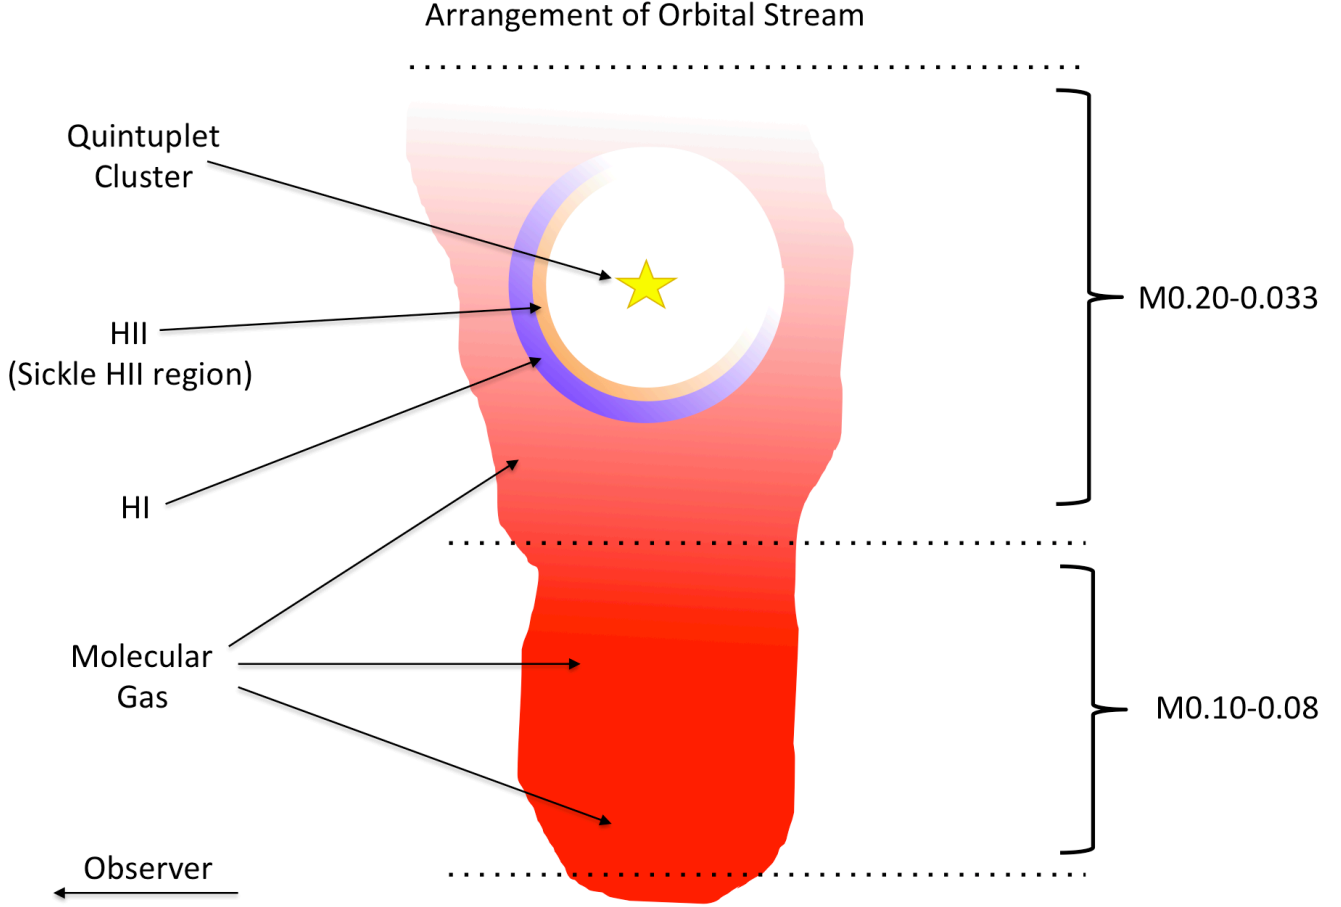 Arrangement of Orbital Stream
Quintuplet
Cluster
M0.20-0.033
HII
(Sickle HII region)
HI
Molecular
Gas
M0.10-0.08
Observer